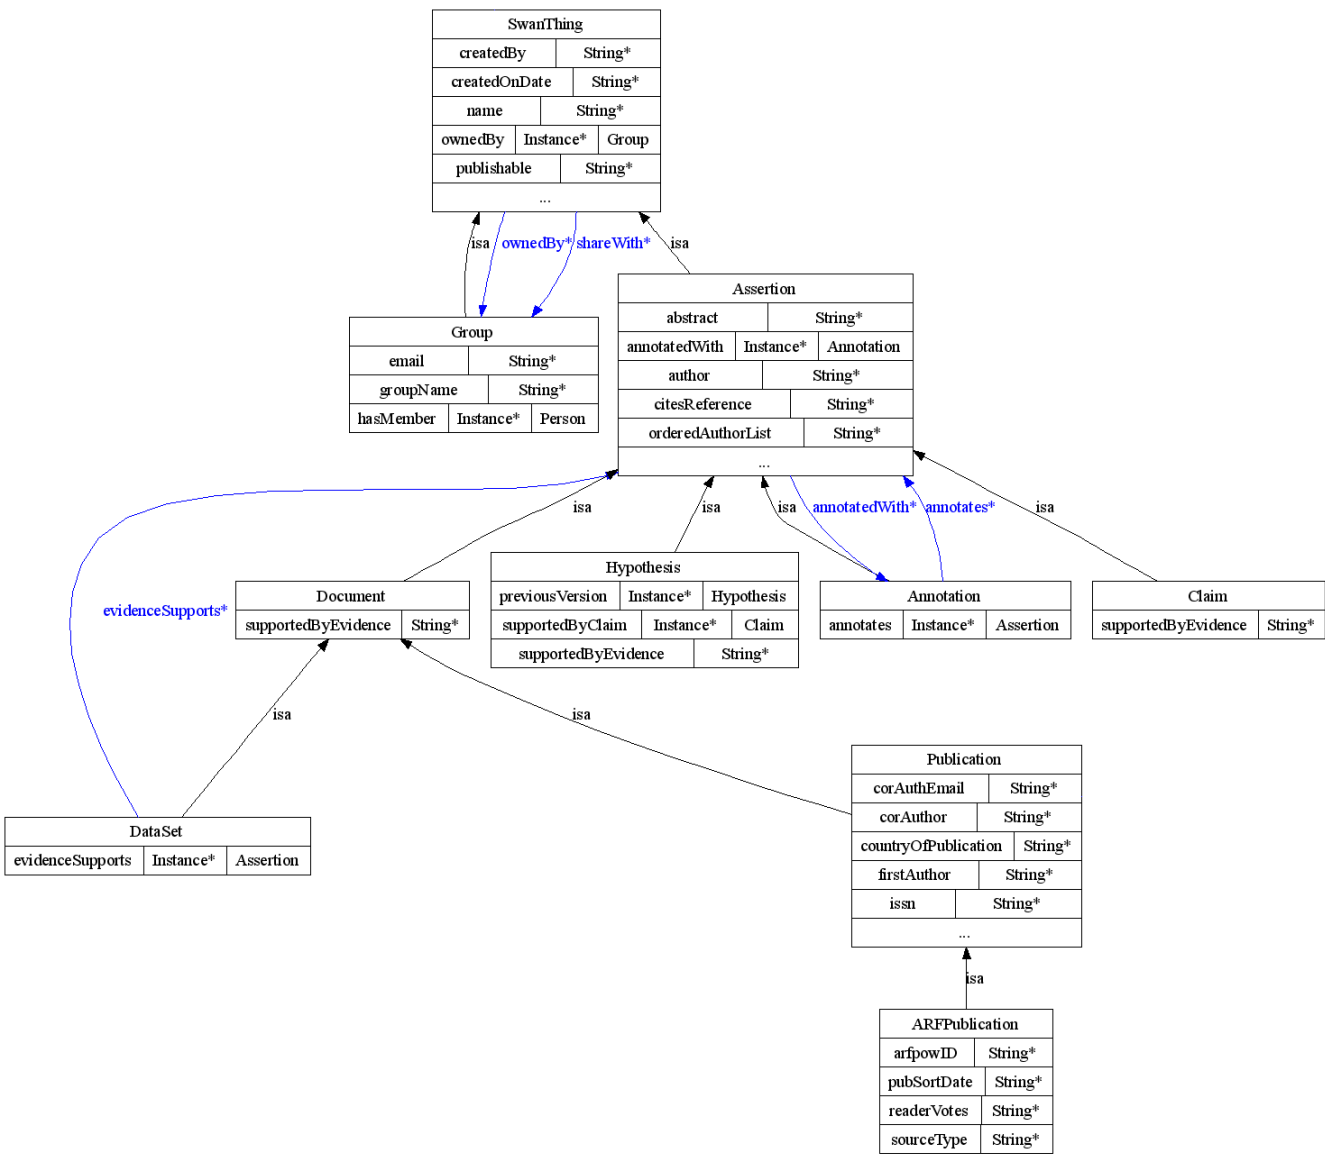 SwanThing
createdBy String*
createdOnDate String*
name String*
ownedBy Instance* Group
publishable String*
...
isa ownedBy* shareWith* isa
Assertion
abstract String*
annotatedWith Instance* Annotation
author String*
citesReference String*
orderedAuthorList String*
...
Group
email String*
groupName String*
hasMember Instance* Person
isa isa isa annotatedWith* annotates* isa
evidenceSupports*
Document
supportedByEvidence String*
Hypothesis
previousVersion Instance* Hypothesis
supportedByClaim Instance* Claim
supportedByEvidence String*
Annotation
annotates Instance* Assertion
Claim
supportedByEvidence String*
isa isa
Publication
corAuthEmail String*
corAuthor String*
countryOfPublication String*
firstAuthor String*
issn String*
...
DataSet
evidenceSupports Instance* Assertion
isa
ARFPublication
arfpowID String*
pubSortDate String*
readerVotes String*
sourceType String*